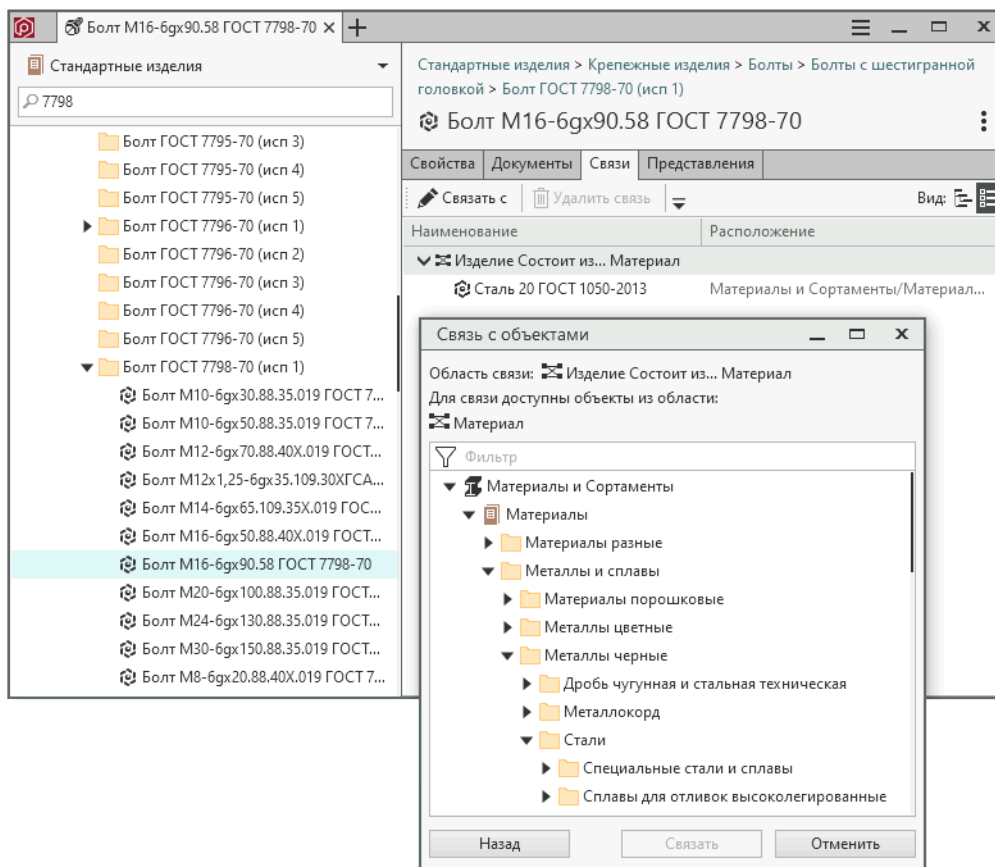 Болт М16-6gx90.58 ГОСТ 7798-70
Стандартные изделия
7798
Болт ГОСТ 7795-70 (исп 3)
Болт ГОСТ 7795-70 (исп 4)
Болт ГОСТ 7795-70 (исп 5)
Болт ГОСТ 7796-70 (исп 1)
Болт ГОСТ 7796-70 (исп 2)
Болт ГОСТ 7796-70 (исп 3)
Болт ГОСТ 7796-70 (исп 4)
Болт ГОСТ 7796-70 (исп 5)
Болт ГОСТ 7798-70 (исп 1)
Болт М10-6gx30.88.35.019 ГОСТ 7...
Болт М10-6gx50.88.35.019 ГОСТ 7...
Болт М12-6gx70.88.40Х.019 ГОСТ...
Болт М12х1,25-6gx35.109.30ХГСА...
Болт М14-6gx65.109.35Х.019 ГОС...
Болт М16-6gx50.88.40Х.019 ГОСТ...
Болт М16-6gx90.58 ГОСТ 7798-70
Болт М20-6gx100.88.35.019 ГОСТ...
Болт М24-6gx130.88.35.019 ГОСТ...
Болт М30-6gx150.88.35.019 ГОСТ...
Болт М8-6gx20.88.40Х.019 ГОСТ 7...
Стандартные изделия > Крепежные изделия > Болты > Болты с шестигранной
головкой > Болт ГОСТ 7798-70 (исп 1)
Болт М16-6gx90.58 ГОСТ 7798-70
Свойства Документы Связи Представления
Связать с Удалить связь Вид:
Наименование Расположение
Изделие Состоит из... Материал
Сталь 20 ГОСТ 1050-2013 Материалы и Сортаменты/Материал...
Связь с объектами
Область связи: Изделие Состоит из... Материал
Для связи доступны объекты из области:
Материал
Фильтр
Материалы и Сортаменты
Материалы
Материалы разные
Металлы и сплавы
Материалы порошковые
Металлы цветные
Металлы черные
Дробь чугунная и стальная техническая
Металлокорд
Стали
Специальные стали и сплавы
Сплавы для отливок высоколегированные
Назад Связать Отменить